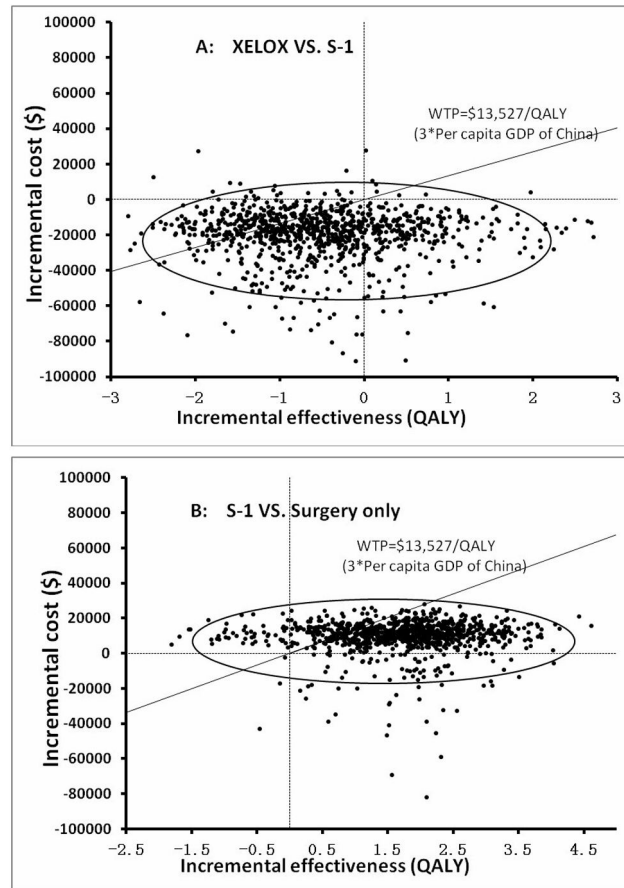 A: XELOX VS. S-1
WTP=$13,527/QALY
(3*Per capita GDP of China)
Incremental cost ($)
100000
80000
60000
40000
20000
0
-20000
-40000
-60000
-80000
-100000
-3 -2 -1 0 1 2 3
Incremental effectiveness (QALY)
B: S-1 VS. Surgery only
WTP=$13,527/QALY
(3*Per capita GDP of China)
Incremental cost ($)
100000
80000
60000
40000
20000
0
-20000
-40000
-60000
-80000
-100000
-2.5 -1.5 -0.5 0.5 1.5 2.5 3.5 4.5
Incremental effectiveness (QALY)